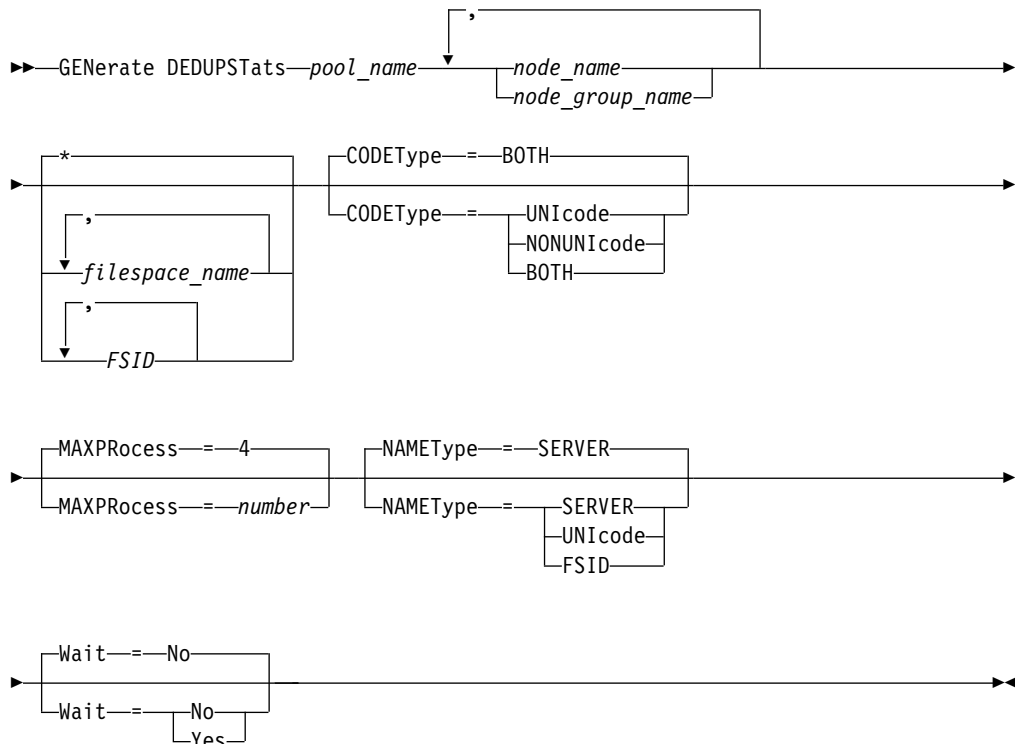 ,
GENerate DEDUPSTats pool_name node_name
node_group_name
* CODEType = BOTH
, CODEType = UNIcode
NONUNIcode
filespace_name BOTH
,
FSID
MAXPRocess = 4 NAMEType = SERVER
MAXPRocess = number NAMEType = SERVER
UNIcode
FSID
Wait = No
Wait = No
Yes